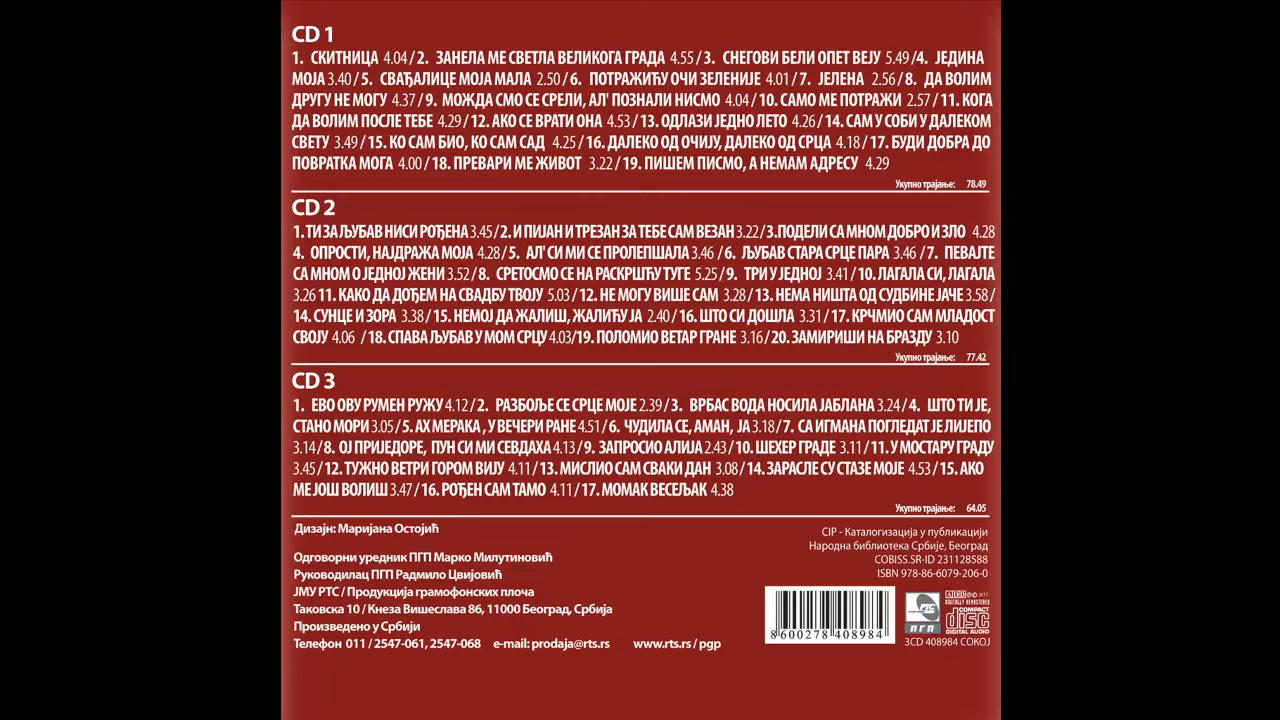 CD 1
1. СКИТНИЦА 4.04 / 2. ЗАНЕЛА МЕ СВЕТЛА ВЕЛИКОГА ГРАДА 4.55 / 3. СНЕГОВИ БЕЛИ ОПЕТ ВЕЈУ 5.49 / 4. ЈЕДИНА
МОЈА 3.40 / 5. СВАЂАЛИЦЕ МОЈА МАЛА 2.50 / 6. ПОТРАЖИЋУ ОЧИ ЗЕЛЕНИЈЕ 4.01 / 7. ЈЕЛЕНА 2.56 / 8. ДА ВОЛИМ
ДРУГУ НЕ МОГУ 4.37 / 9. МОЖДА СМО СЕ СРЕЛИ, АЛ' ПОЗНАЛИ НИСМО 4.04 / 10. САМО МЕ ПОТРАЖИ 2.57 / 11. КОГА
ДА ВОЛИМ ПОСЛЕ ТЕБЕ 4.29 / 12. АКО СЕ ВРАТИ ОНА 4.53 / 13. ОДЛАЗИ ЈЕДНО ЛЕТО 4.26 / 14. САМ У СОБИ У ДАЛЕКОМ
СВЕТУ 3.49 / 15. КО САМ БИО, КО САМ САД 4.25 / 16. ДАЛЕКО ОД ОЧИЈУ, ДАЛЕКО ОД СРЦА 4.18 / 17. БУДИ ДОБРА ДО
ПОВРАТКА МОГА 4.00 / 18. ПРЕВАРИ МЕ ЖИВОТ 3.22 / 19. ПИШЕМ ПИСМО, А НЕМАМ АДРЕСУ 4.29
Укупно трајање: 78.49
CD 2
1. ТИ ЗА ЉУБАВ НИСИ РОЂЕНА 3.45 / 2. И ПИЈАН И ТРЕЗАН ЗА ТЕБЕ САМ ВЕЗАН 3.22 / 3.ПОДЕЛИ СА МНОМ ДОБРО И ЗЛО 4.28
4. ОПРОСТИ, НАЈДРАЖА МОЈА 4.28 / 5. АЛ' СИ МИ СЕ ПРОЛЕПШАЛА 3.46 / 6. ЉУБАВ СТАРА СРЦЕ ПАРА 3.46 / 7. ПЕВАЈТЕ
СА МНОМ О ЈЕДНОЈ ЖЕНИ 3.52 / 8. СРЕТОСМО СЕ НА РАСКРШЋУ ТУГЕ 5.25 / 9. ТРИ У ЈЕДНОЈ 3.41 / 10. ЛАГАЛА СИ, ЛАГАЛА
3.26 11. КАКО ДА ДОЂЕМ НА СВАДБУ ТВОЈУ 5.03 / 12. НЕ МОГУ ВИШЕ САМ 3.28 / 13. НЕМА НИШТА ОД СУДБИНЕ ЈАЧЕ 3.58 /
14. СУНЦЕ И ЗОРА 3.38 / 15. НЕМОЈ ДА ЖАЛИШ, ЖАЛИЋУ ЈА 2.40 / 16. ШТО СИ ДОШЛА 3.31 / 17. КРЧМИО САМ МЛАДОСТ
СВОЈУ 4.06 / 18. СПАВА ЉУБАВ У МОМ СРЦУ 4.03/19. ПОЛОМИО ВЕТАР ГРАНЕ 3.16 / 20. ЗАМИРИШИ НА БРАЗДУ 3.10
Укупно трајање: 77.42
CD 3
1. ЕВО ОВУ РУМЕН РУЖУ 4.12 / 2. РАЗБОЉЕ СЕ СРЦЕ МОЈЕ 2.39 / 3. ВРБАС ВОДА НОСИЛА ЈАБЛАНА 3.24 / 4. ШТО ТИ ЈЕ,
СТАНО МОРИ 3.05 / 5. АХ МЕРАКА , У ВЕЧЕРИ РАНЕ 4.51 / 6. ЧУДИЛА СЕ, АМАН, ЈА 3.18 / 7. СА ИГМАНА ПОГЛЕДАТ ЈЕ ЛИЈЕПО
3.14 / 8. ОЈ ПРИЈЕДОРЕ, ПУН СИ МИ СЕВДАХА 4.13 / 9. ЗАПРОСИО АЛИЈА 2.43 / 10. ШЕХЕР ГРАДЕ 3.11 / 11. У МОСТАРУ ГРАДУ
3.45 / 12. ТУЖНО ВЕТРИ ГОРОМ ВИЈУ 4.11 / 13. МИСЛИО САМ СВАКИ ДАН 3.08 / 14. ЗАРАСЛЕ СУ СТАЗЕ МОЈЕ 4.53 / 15. АКО
МЕ ЈОШ ВОЛИШ 3.47 / 16. РОЂЕН САМ ТАМО 4.11 / 17. МОМАК ВЕСЕЉАК 4.38
Укупно трајање: 64.05
Дизајн: Маријана Остојић
Одговорни уредник ПГП Марко Милутиновић
Руководилац ПГП Радмило Цвијовић
ЈМУ РТС / Продукција грамофонских плоча
Таковска 10 / Кнеза Вишеслава 86, 11000 Београд, Србија
Произведено у Србији
Телефон 011 / 2547-061, 2547-068 e-mail: prodaja@rts.rs www.rts.rs / pgp
CIP - Каталогизација у публикацији
Народна библиотека Србије, Београд
COBISS.SR-ID 231128588
ISBN 978-86-6079-206-0
8600278408984
РТС
ПГП
ADD ℗© 2017
DIGITALLY REMASTERED
COMPACT
disc
DIGITAL AUDIO
3CD 408984 СОКОЈ